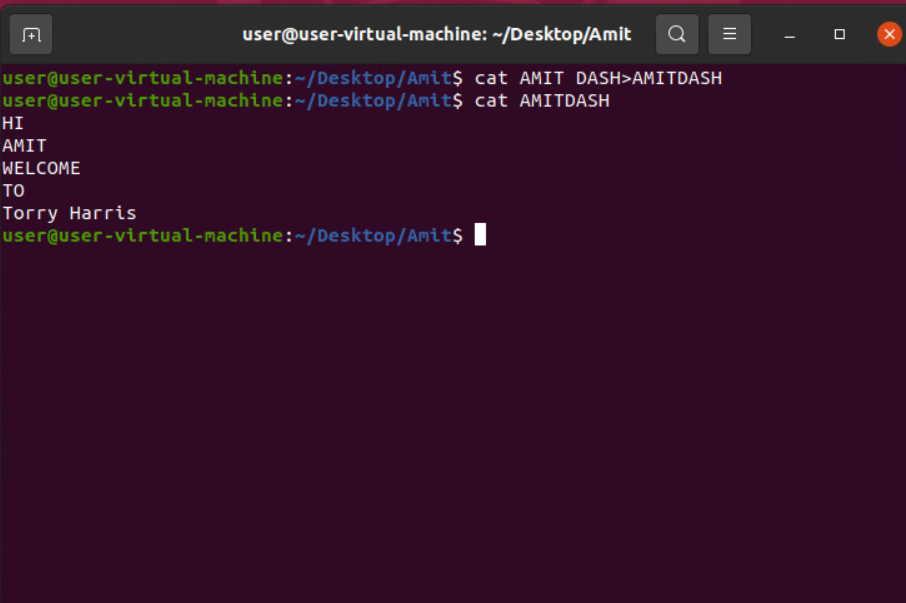 user@user-virtual-machine: ~/Desktop/Amit
user@user-virtual-machine:~/Desktop/Amit$ cat AMIT DASH>AMITDASH
user@user-virtual-machine:~/Desktop/Amit$ cat AMITDASH
HI
AMIT
WELCOME
TO
Torry Harris
user@user-virtual-machine:~/Desktop/Amit$